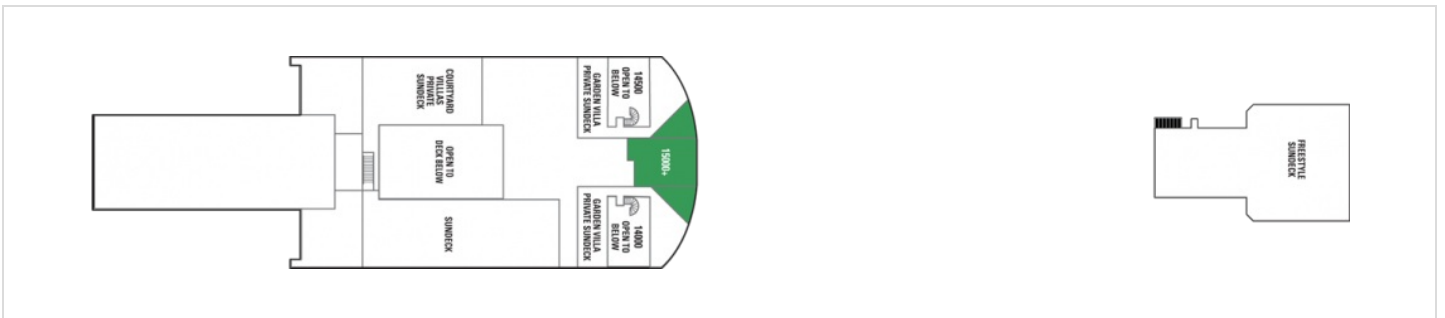 COURTYARD
VILLLAS
PRIVATE
SUNDECK
OPEN TO
DECK BELOW
SUNDECK
14500
OPEN TO
BELOW
GARDEN VILLA
PRIVATE SUNDECK
15000+
14000
OPEN TO
BELOW
GARDEN VILLA
PRIVATE SUNDECK
FREESTYLE
SUNDECK